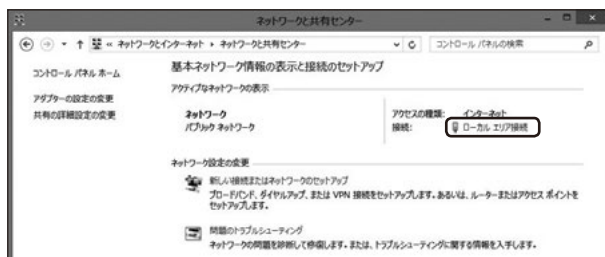 ネットワークと共有センター
« ネットワークとインターネット › ネットワークと共有センター
コントロール パネルの検索
コントロール パネル ホーム
アダプターの設定の変更
共有の詳細設定の変更
基本ネットワーク情報の表示と接続のセットアップ
アクティブなネットワークの表示
ネットワーク
パブリック ネットワーク
アクセスの種類: インターネット
接続: ローカル エリア接続
ネットワーク設定の変更
新しい接続またはネットワークのセットアップ
ブロードバンド、ダイヤルアップ、または VPN 接続をセットアップします。あるいは、ルーターまたはアクセス ポイントを
セットアップします。
問題のトラブルシューティング
ネットワークの問題を診断して修復します。または、トラブルシューティングに関する情報を入手します。